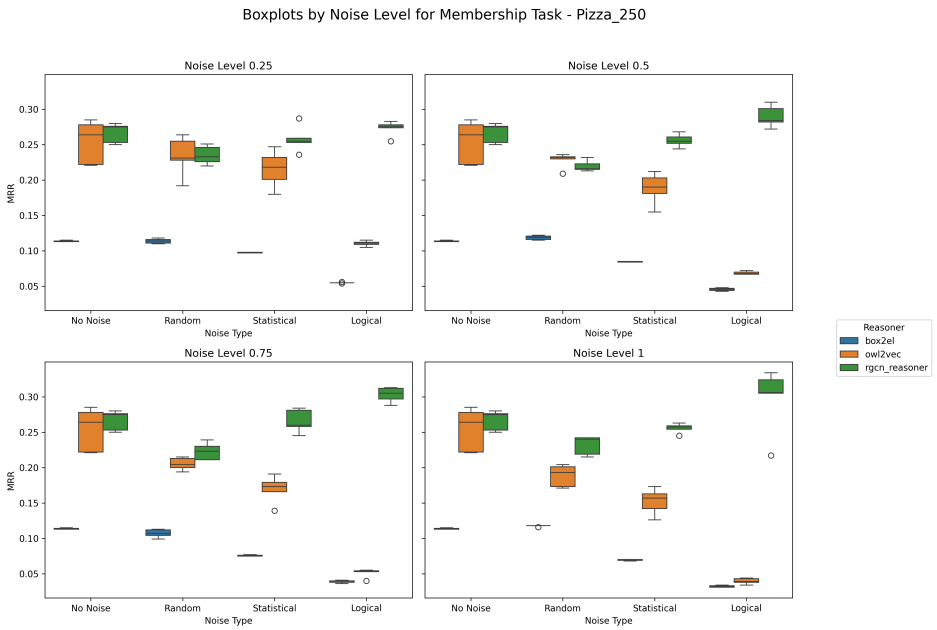 Boxplots by Noise Level for Membership Task - Pizza_250
Noise Level 0.25
Noise Level 0.5
0.30
0.25
0.20
0.15
0.10
0.05
MRR
No Noise
Random
Statistical
Logical
Noise Type
No Noise
Random
Statistical
Logical
Noise Type
Reasoner
box2el
owl2vec
rgcn_reasoner
Noise Level 0.75
Noise Level 1
0.30
0.25
0.20
0.15
0.10
0.05
MRR
No Noise
Random
Statistical
Logical
Noise Type
No Noise
Random
Statistical
Logical
Noise Type